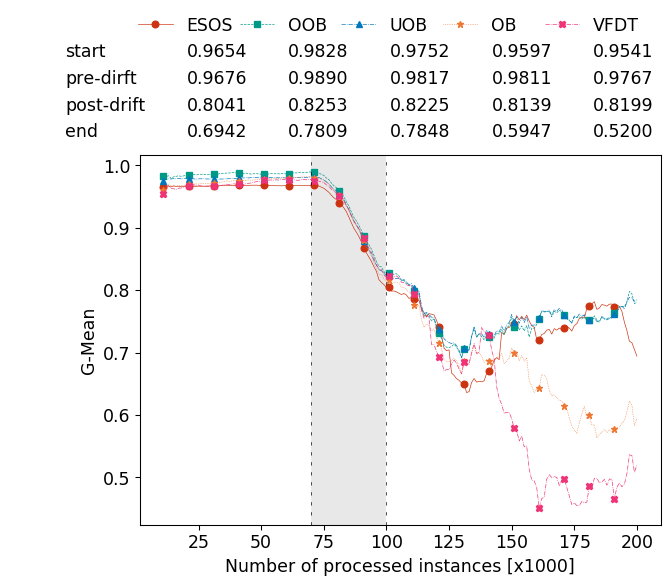 ESOS OOB UOB OB VFDT
start 0.9654 0.9828 0.9752 0.9597 0.9541
pre-dirft 0.9676 0.9890 0.9817 0.9811 0.9767
post-drift 0.8041 0.8253 0.8225 0.8139 0.8199
end 0.6942 0.7809 0.7848 0.5947 0.5200
1.0
0.9
0.8
0.7
0.6
0.5
G-Mean
25 50 75 100 125 150 175 200
Number of processed instances [x1000]